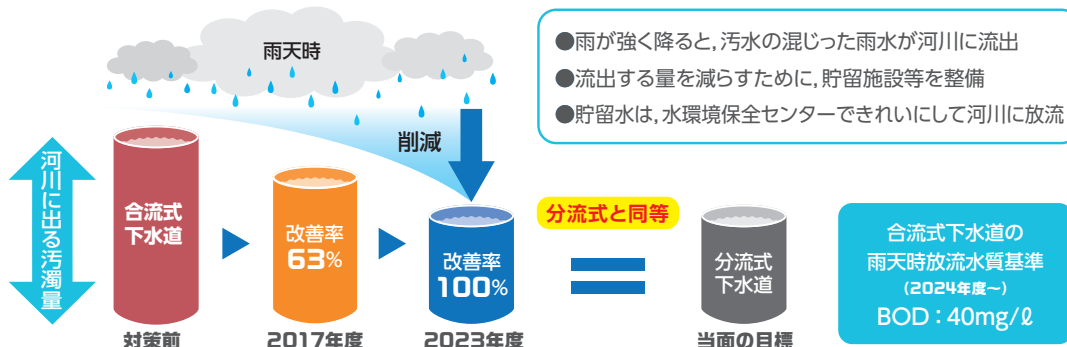 雨天時
●雨が強く降ると,汚水の混じった雨水が河川に流出
●流出する量を減らすために,貯留施設等を整備
●貯留水は,水環境保全センターできれいにして河川に放流
削減
河川に出る汚濁量
合流式
下水道
改善率
63%
改善率
100%
分流式と同等
分流式
下水道
合流式下水道の
雨天時放流水質基準
(2024年度~)
BOD:40mg/ℓ
対策前
2017年度
2023年度
当面の目標